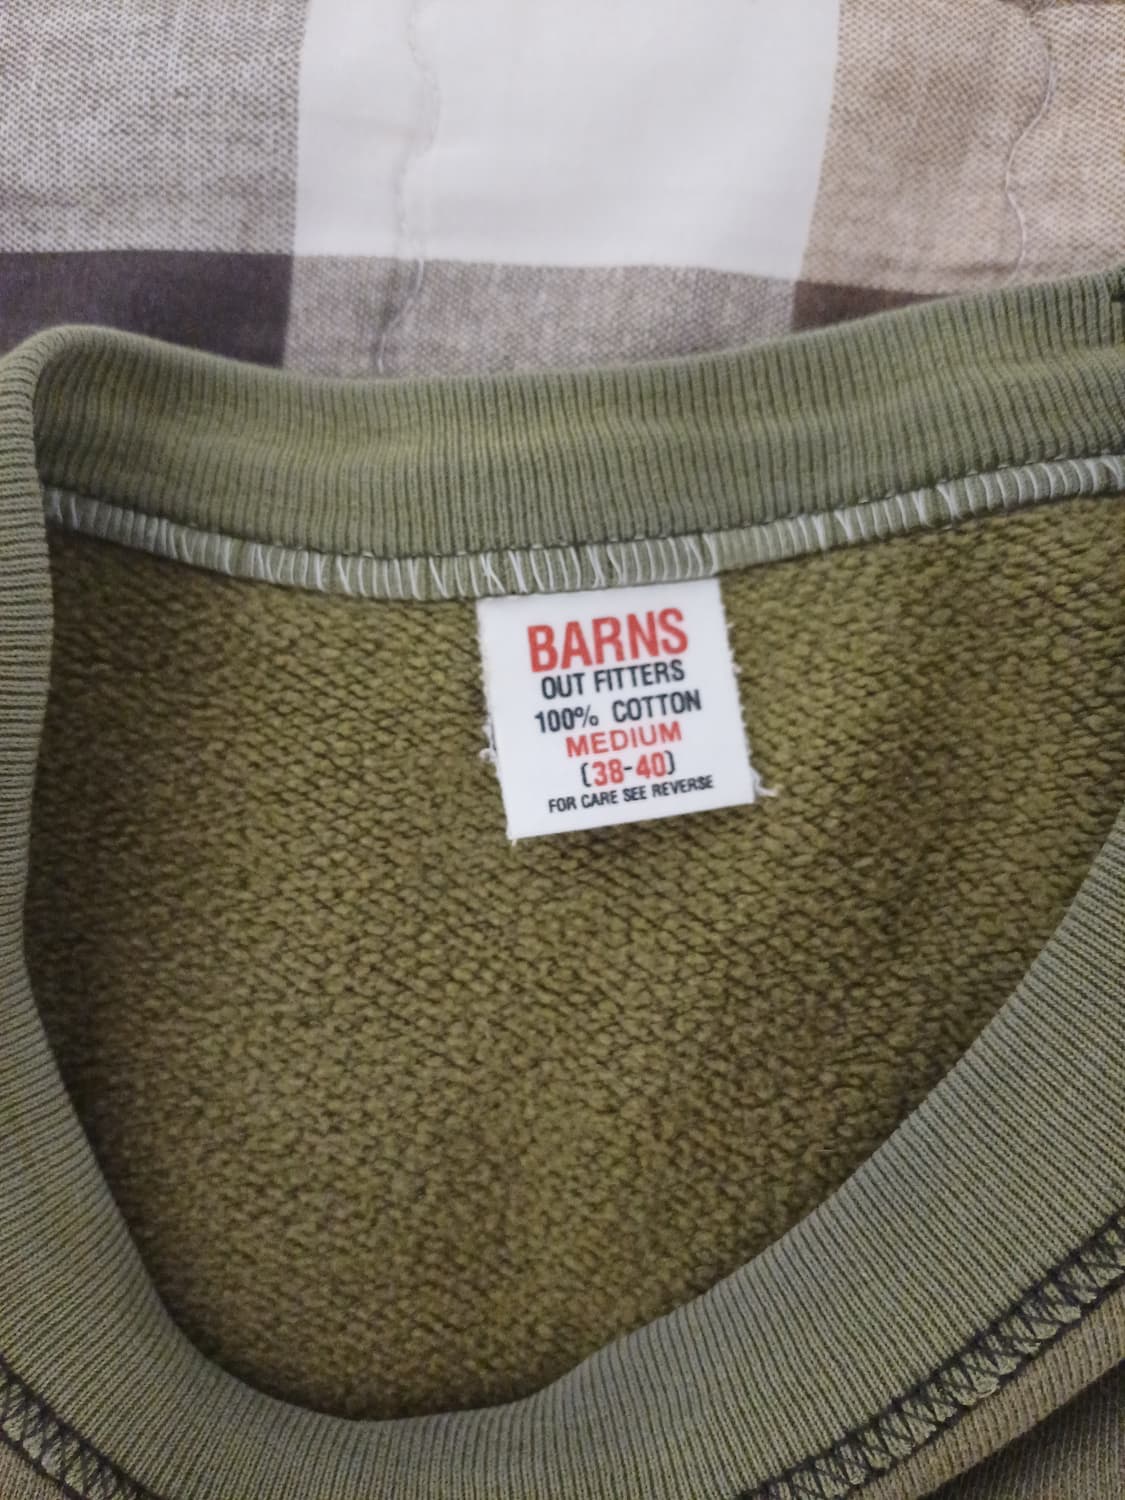 BARNS
OUT FITTERS
100% COTTON
MEDIUM
(38-40)
FOR CARE SEE REVERSE